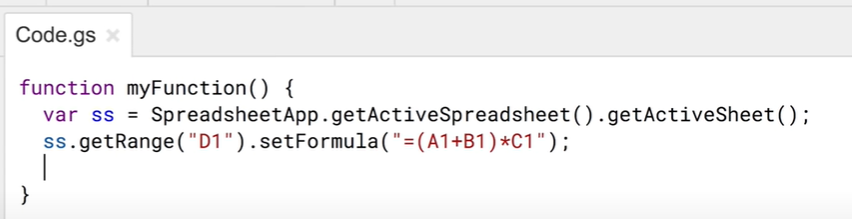 Code.gs ×
function myFunction() {
  var ss = SpreadsheetApp.getActiveSpreadsheet().getActiveSheet();
  ss.getRange("D1").setFormula("=(A1+B1)*C1");
}